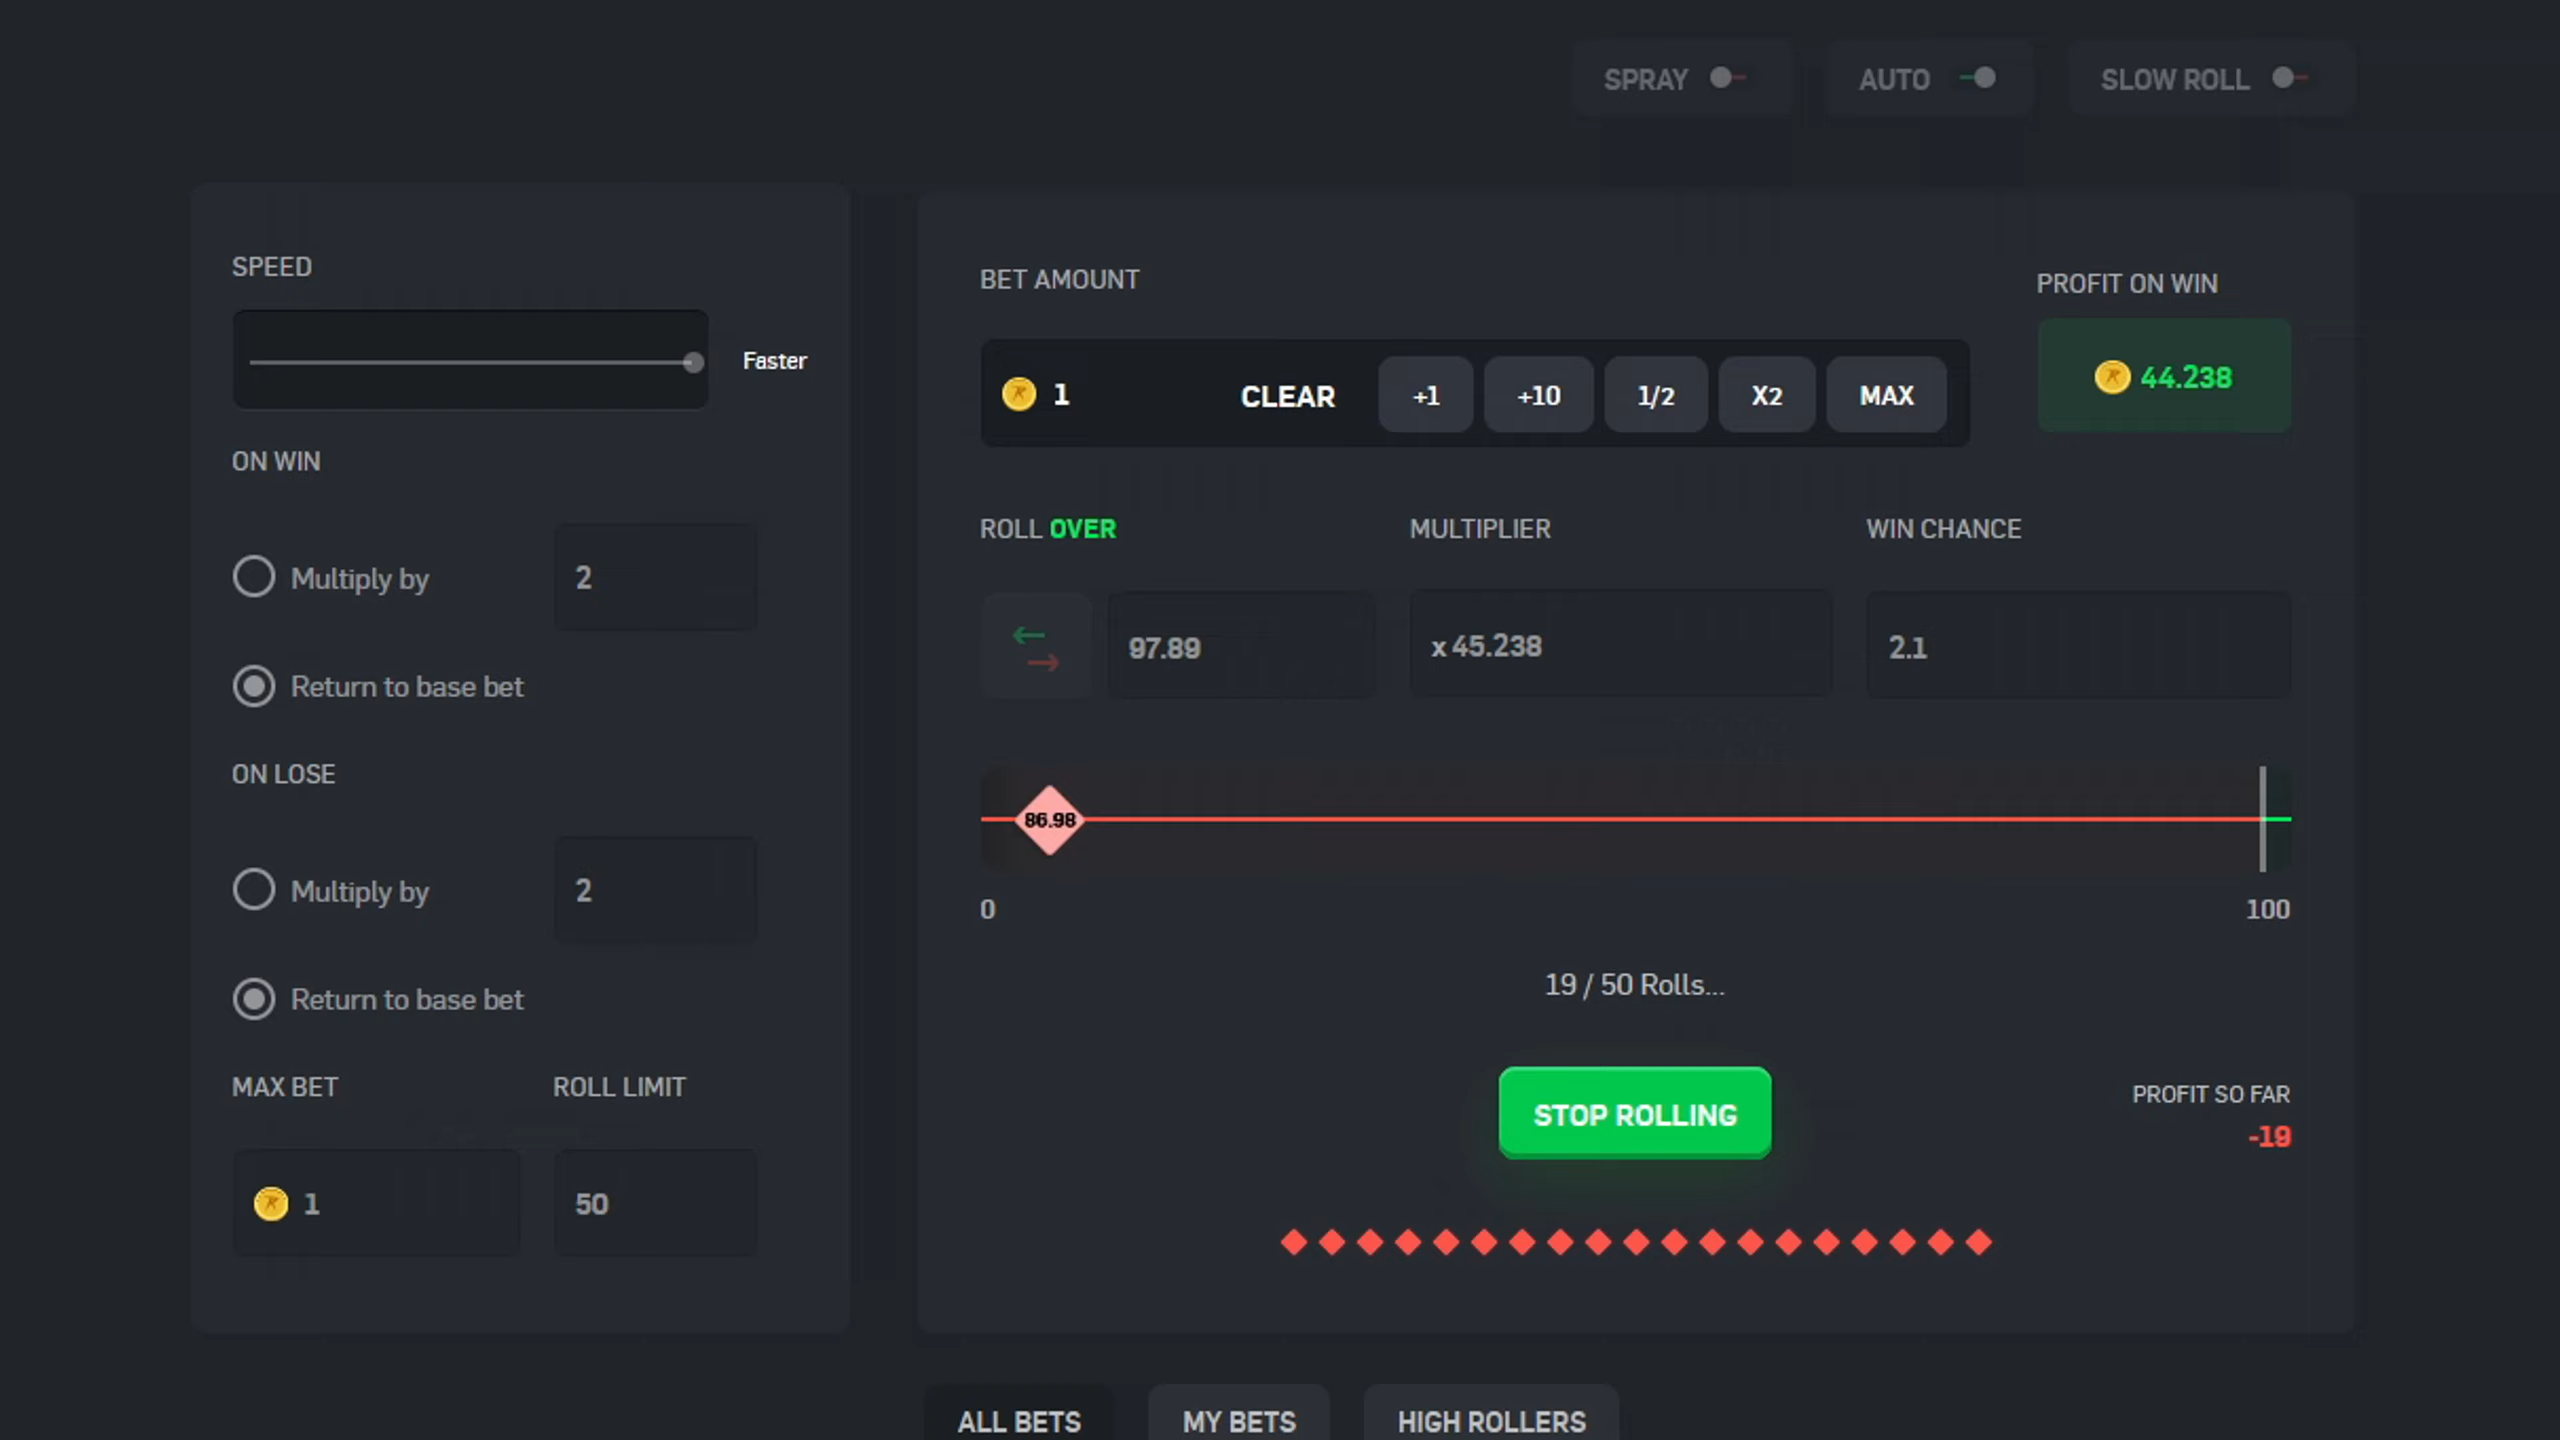 SPRAY AUTO SLOW ROLL
SPEED
Faster
ON WIN
Multiply by 2
Return to base bet
ON LOSE
Multiply by 2
Return to base bet
MAX BET ROLL LIMIT
1 50
BET AMOUNT PROFIT ON WIN
1 CLEAR +1 +10 1/2 X2 MAX 44.238
ROLL OVER MULTIPLIER WIN CHANCE
97.89 x 45.238 2.1
86.98
0 100
19 / 50 Rolls...
STOP ROLLING
PROFIT SO FAR
-19
ALL BETS MY BETS HIGH ROLLERS